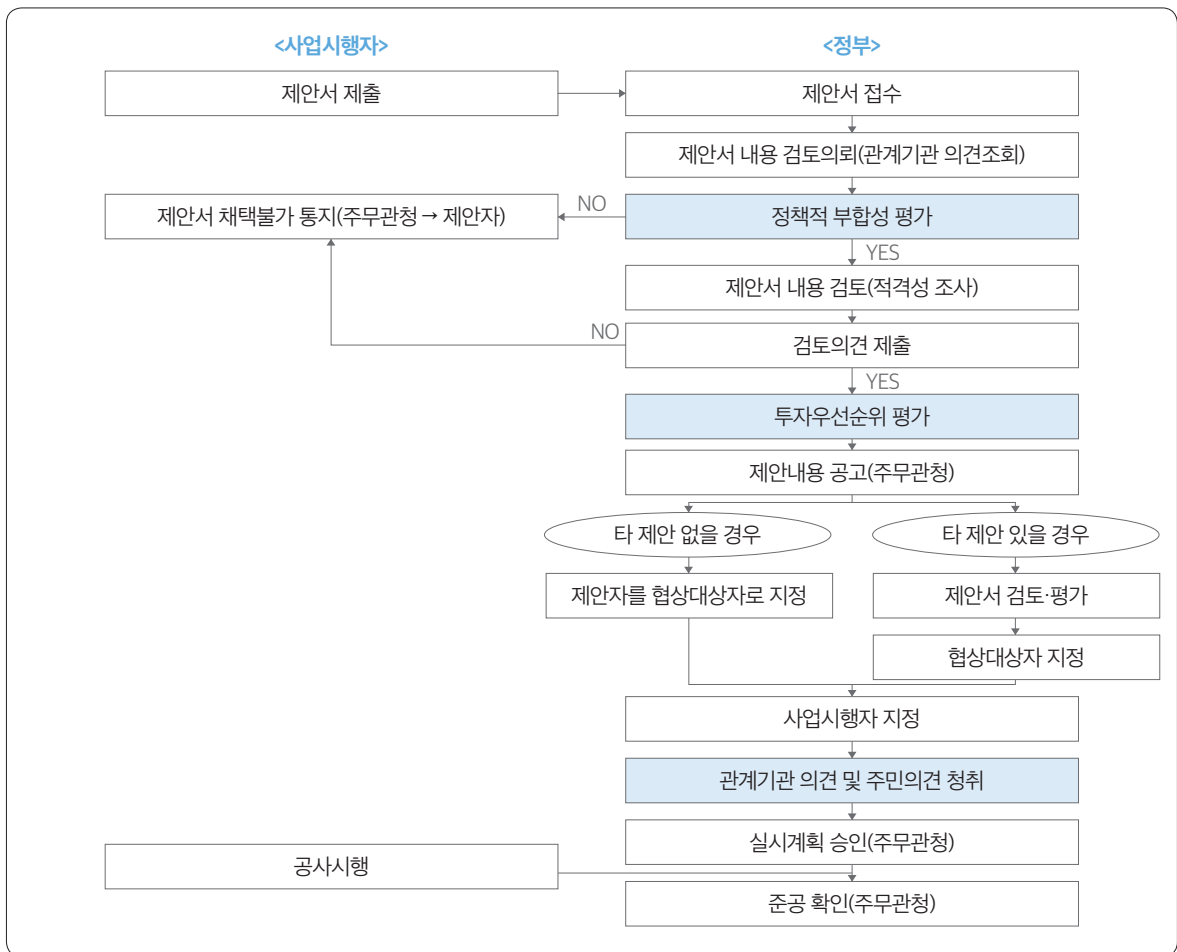 <사업시행자>
<정부>
제안서 제출
제안서 접수
제안서 내용 검토의뢰(관계기관 의견조회)
제안서 채택불가 통지(주무관청 → 제안자)
NO
정책적 부합성 평가
YES
제안서 내용 검토(적격성 조사)
NO
검토의견 제출
YES
투자우선순위 평가
제안내용 공고(주무관청)
타 제안 없을 경우
타 제안 있을 경우
제안자를 협상대상자로 지정
제안서 검토·평가
협상대상자 지정
사업시행자 지정
관계기관 의견 및 주민의견 청취
실시계획 승인(주무관청)
공사시행
준공 확인(주무관청)